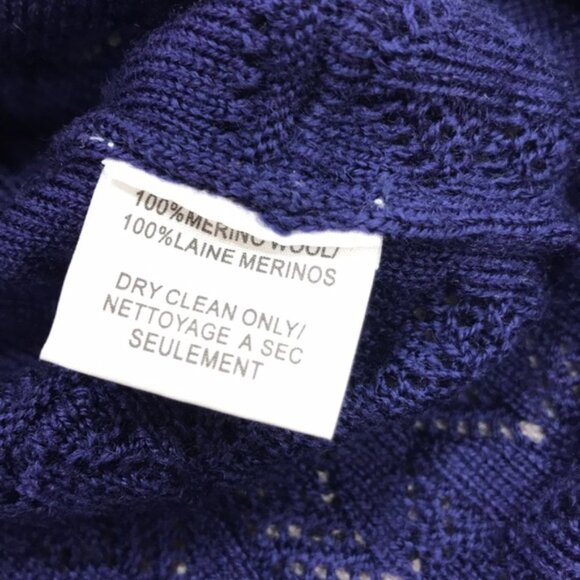 100%MERINO WOOL/
100%LAINE MERINOS
DRY CLEAN ONLY/
NETTOYAGE A SEC
SEULEMENT